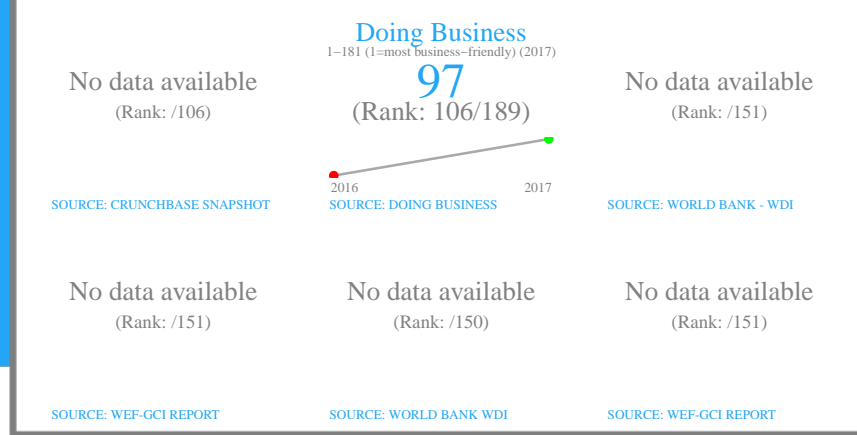 Doing Business
1−181 (1=most business−friendly) (2017)
No data available
(Rank: /106)
97
(Rank: 106/189)
No data available
(Rank: /151)
2016
2017
SOURCE: CRUNCHBASE SNAPSHOT
SOURCE: DOING BUSINESS
SOURCE: WORLD BANK - WDI
No data available
(Rank: /151)
No data available
(Rank: /150)
No data available
(Rank: /151)
SOURCE: WEF-GCI REPORT
SOURCE: WORLD BANK WDI
SOURCE: WEF-GCI REPORT